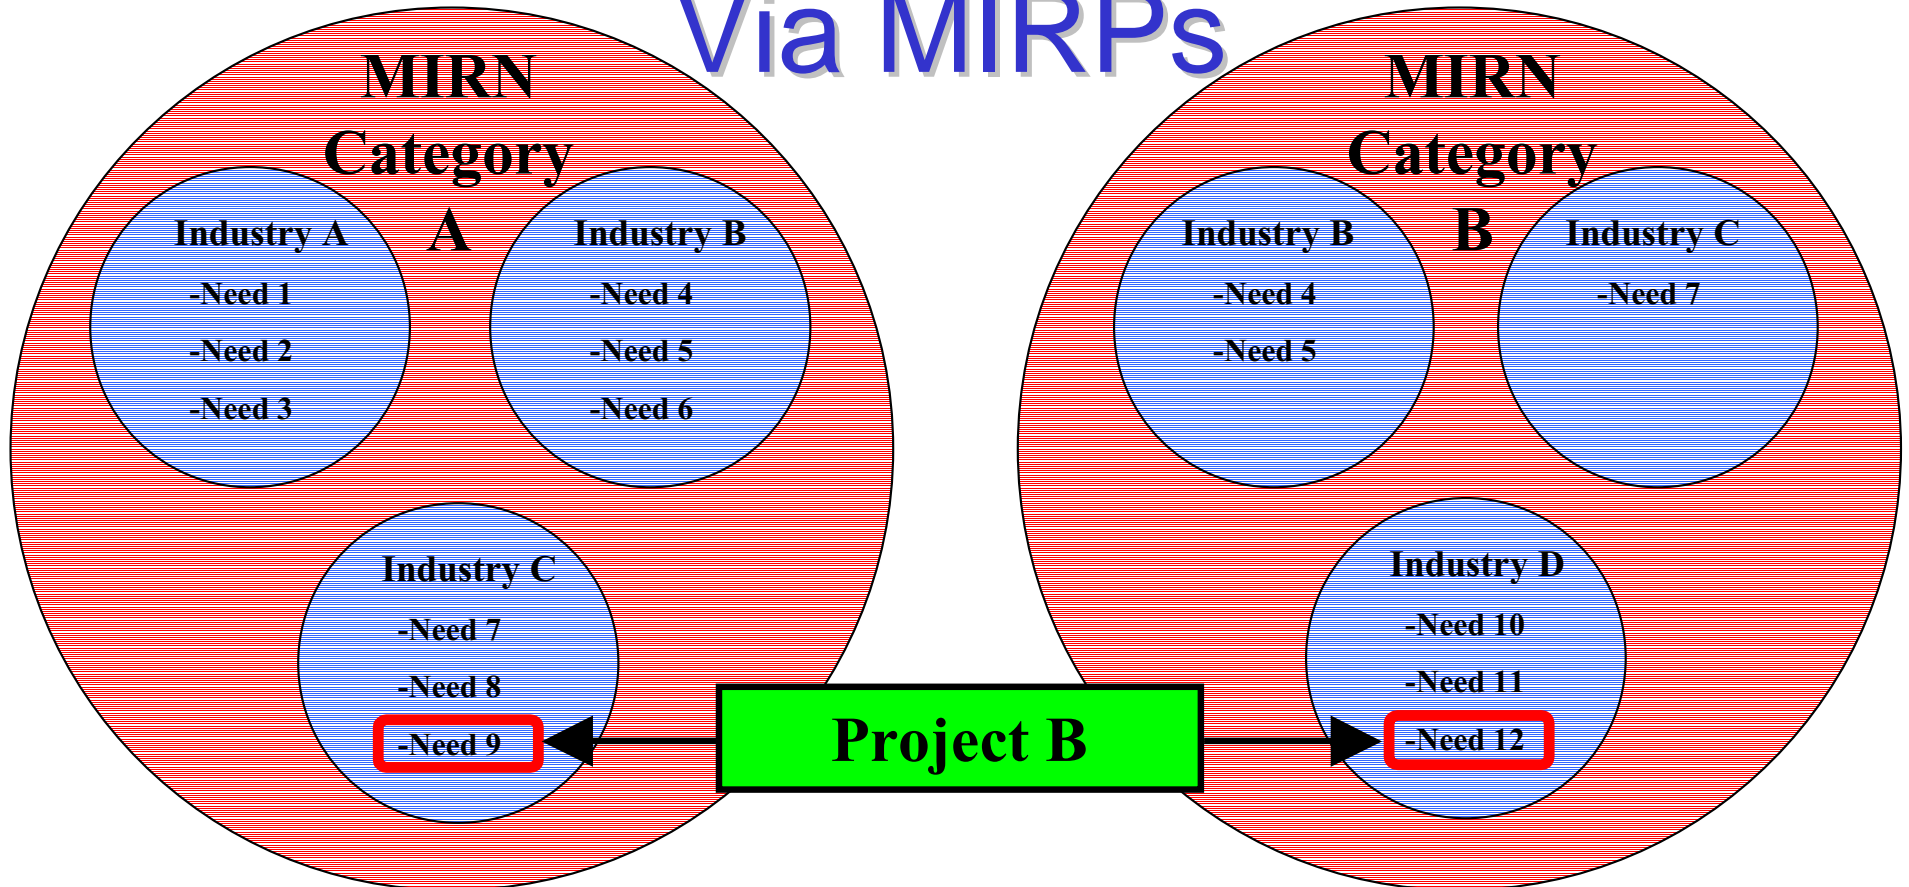 Via MIRPs
MIRN
Category
A
Industry A
-Need 1
-Need 2
-Need 3
Industry B
-Need 4
-Need 5
-Need 6
Industry C
-Need 7
-Need 8
-Need 9
Project B
MIRN
Category
B
Industry B
-Need 4
-Need 5
Industry C
-Need 7
Industry D
-Need 10
-Need 11
-Need 12